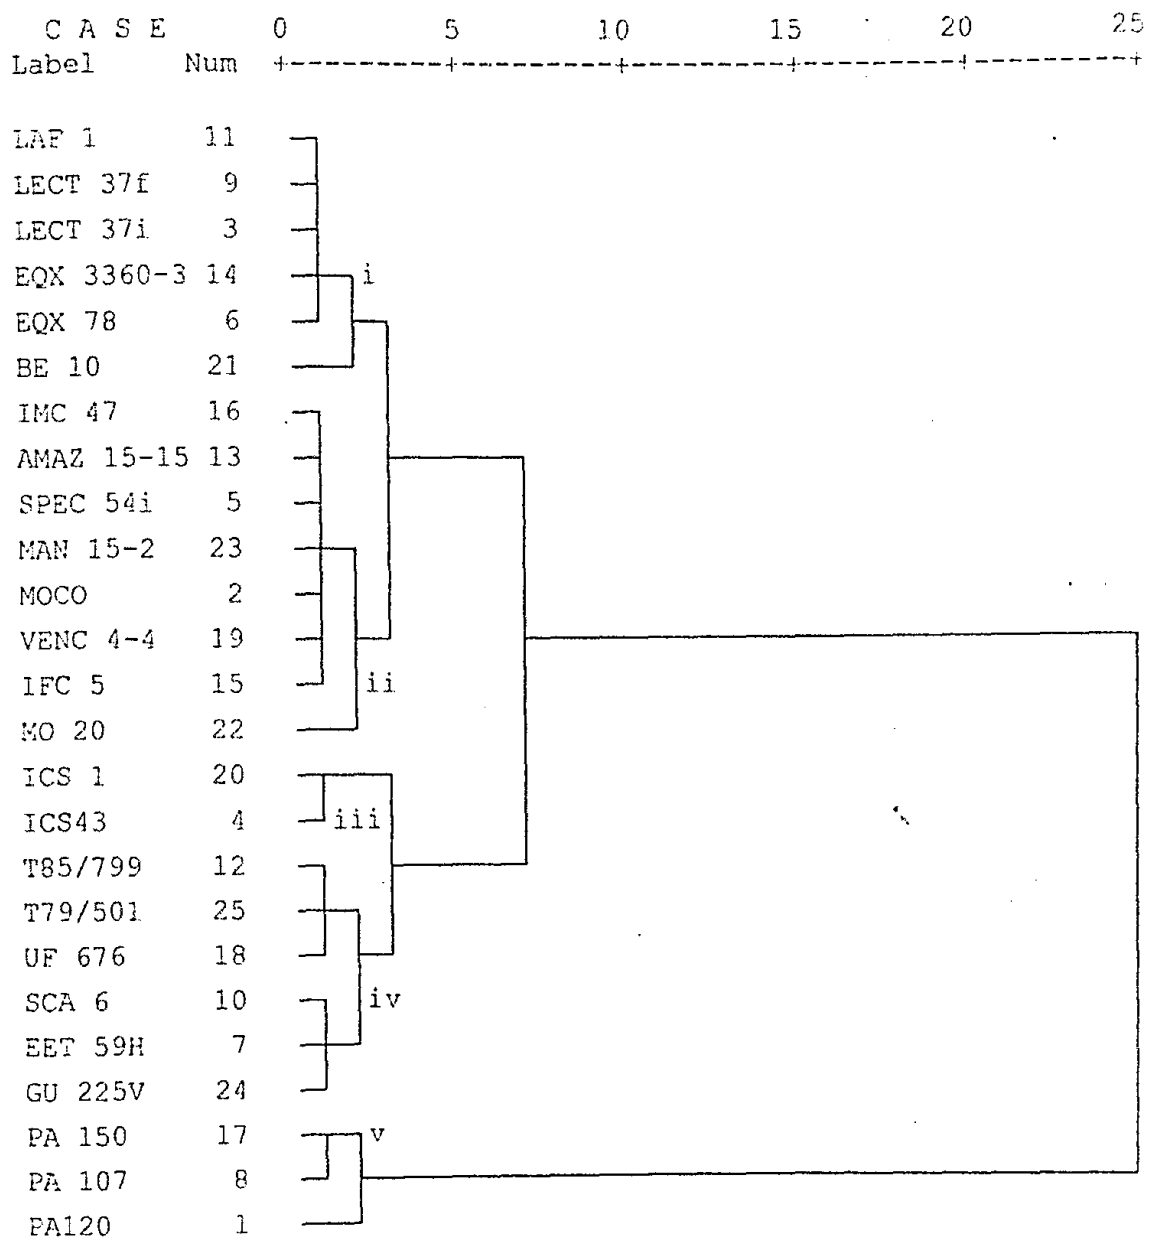 C A S E 0 5 10 15 20 25
Label Num +---------+---------+---------+---------+---------+
LAF 1 11
LECT 37f 9
LECT 37i 3
EQX 3360-3 14 i
EQX 78 6
BE 10 21
IMC 47 16
AMAZ 15-15 13
SPEC 54i 5
MAN 15-2 23
MOCO 2
VENC 4-4 19
IFC 5 15 ii
MO 20 22
ICS 1 20
ICS43 4 iii
T85/799 12
T79/501 25
UF 676 18
SCA 6 10 iv
EET 59H 7
GU 225V 24
PA 150 17 v
PA 107 8
PA120 1